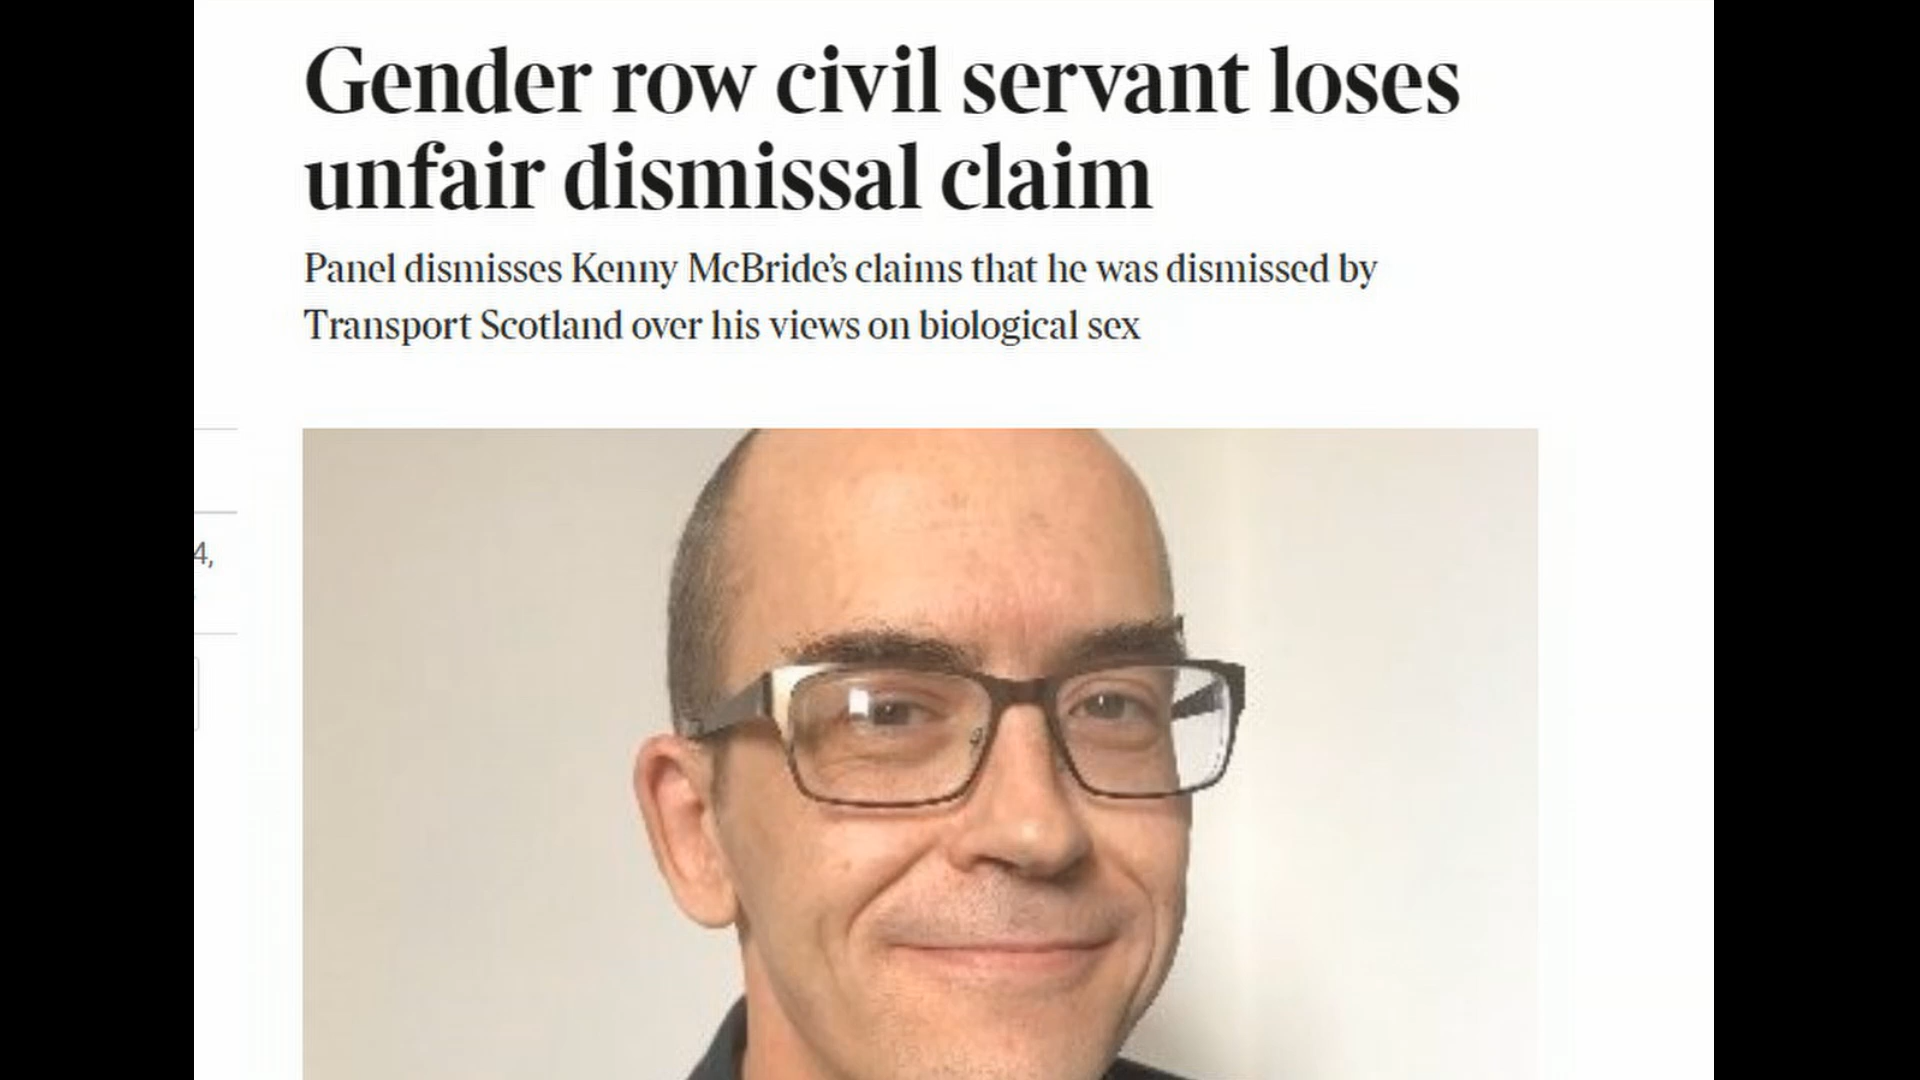 Gender row civil servant loses
unfair dismissal claim
Panel dismisses Kenny McBride’s claims that he was dismissed by
Transport Scotland over his views on biological sex
4,